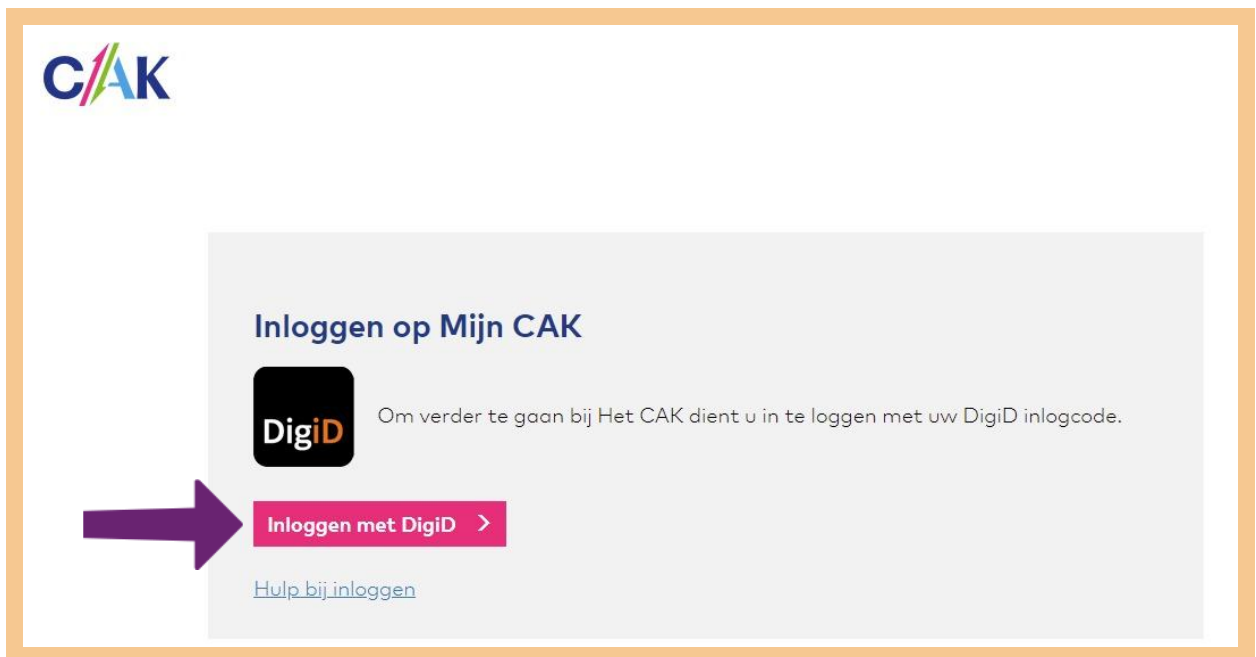 CAK
Inloggen op Mijn CAK
DigiD
Om verder te gaan bij Het CAK dient u in te loggen met uw DigiD inlogcode.
Inloggen met DigiD >
Hulp bij inloggen